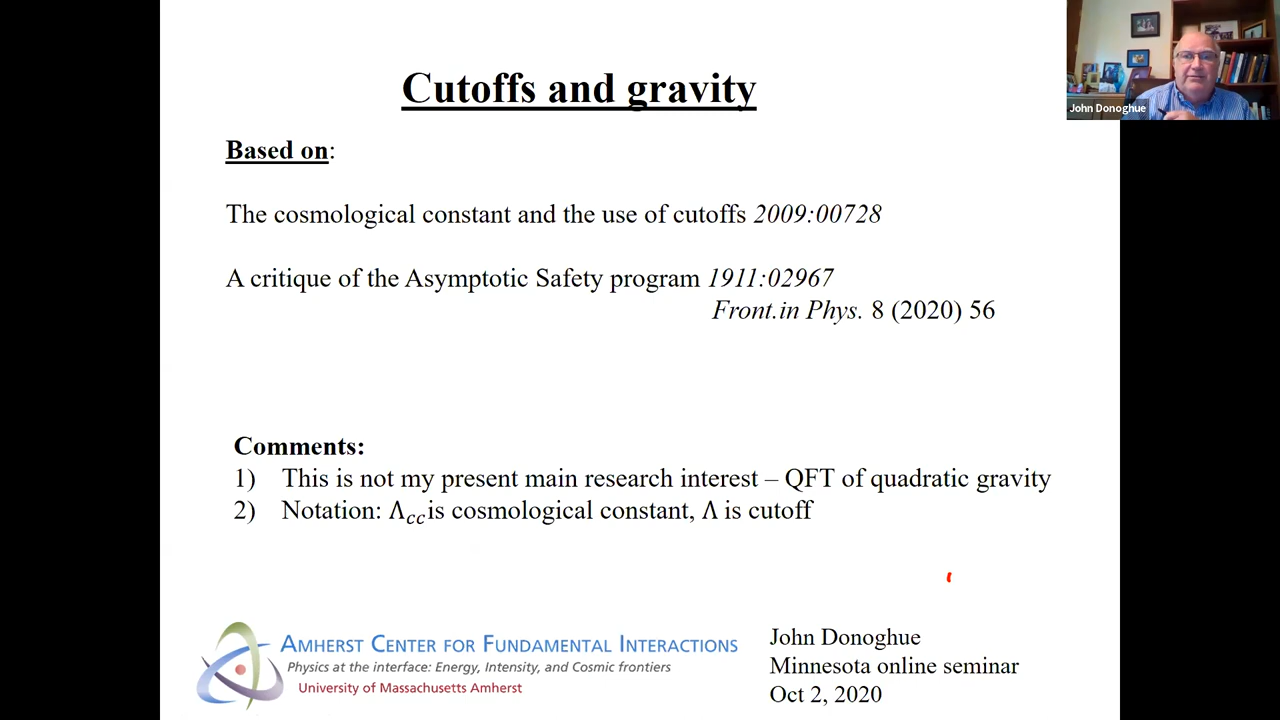 Cutoffs and gravity
John Donoghue
Based on:
The cosmological constant and the use of cutoffs 2009:00728
A critique of the Asymptotic Safety program 1911:02967
Front.in Phys. 8 (2020) 56
Comments:
1) This is not my present main research interest – QFT of quadratic gravity
2) Notation: Λcc is cosmological constant, Λ is cutoff
AMHERST CENTER FOR FUNDAMENTAL INTERACTIONS
Physics at the interface: Energy, Intensity, and Cosmic frontiers
University of Massachusetts Amherst
John Donoghue
Minnesota online seminar
Oct 2, 2020